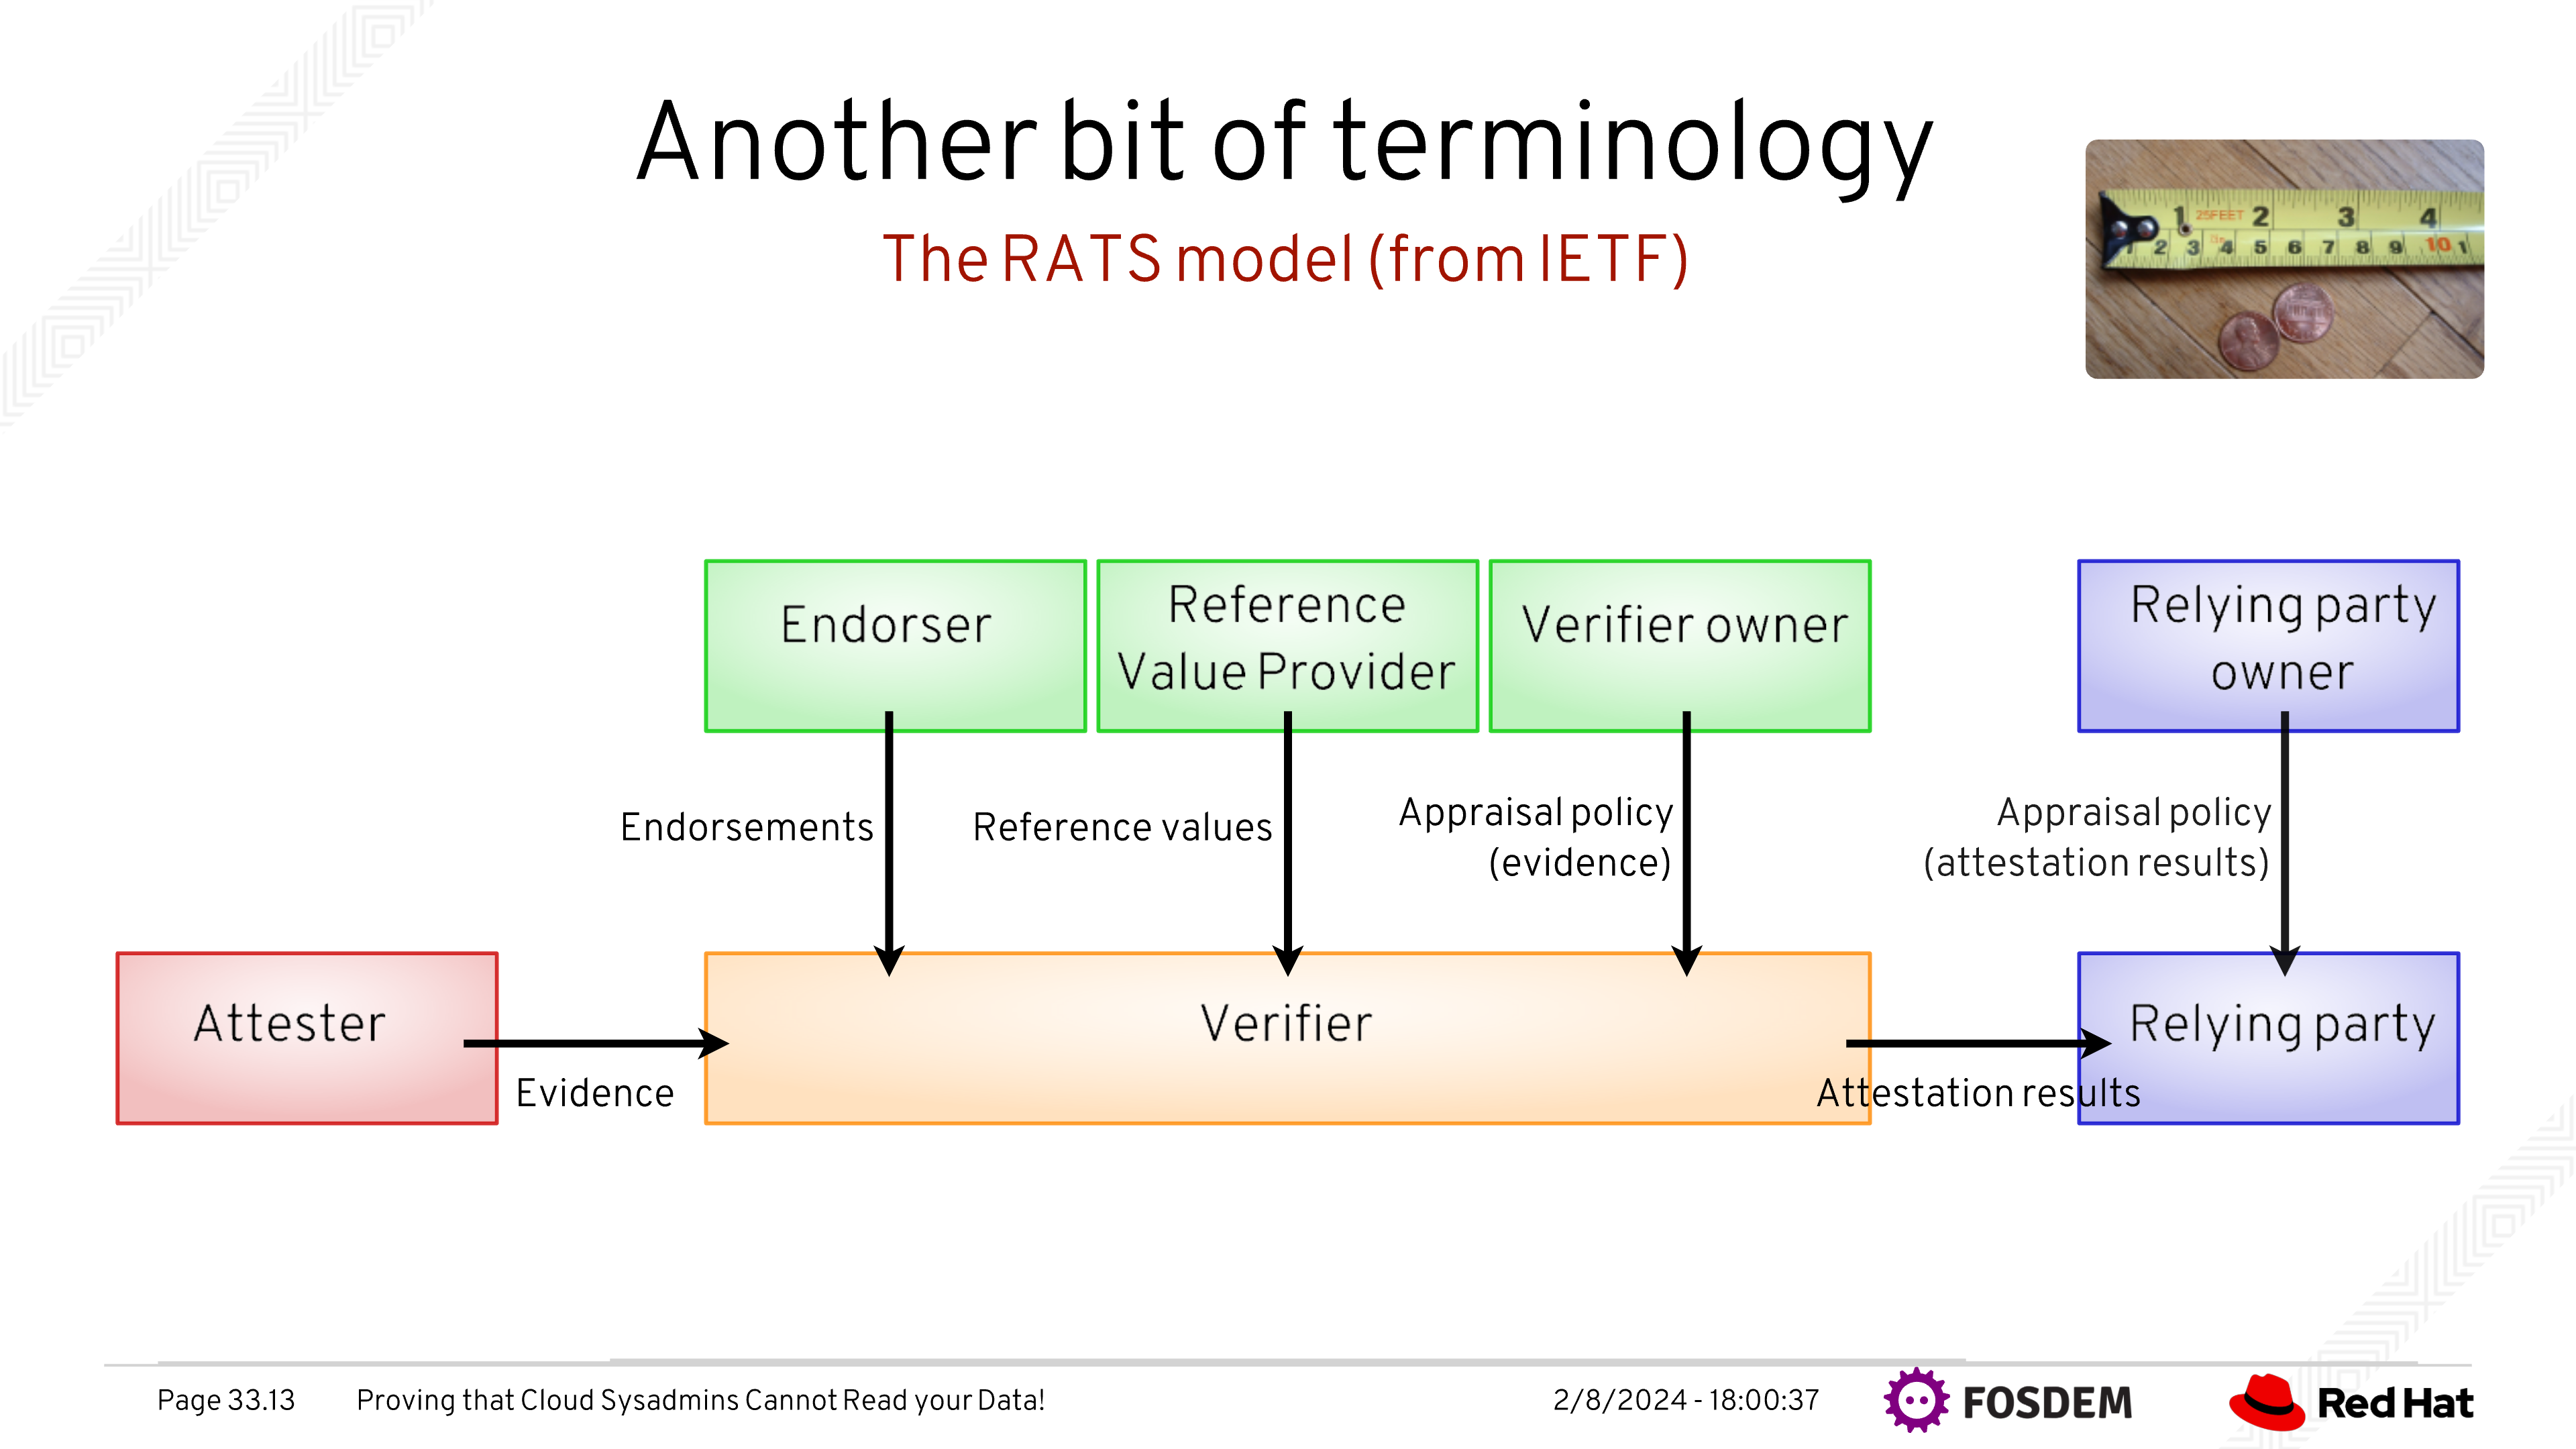 Another bit of terminology
The RATS model (from IETF)
1 25FEET 2 3 4
1 2 3 4 5 6 7 8 9 10 1
Endorser
Reference
Value Provider
Verifier owner
Relying party
owner
Endorsements
Reference values
Appraisal policy
(evidence)
Appraisal policy
(attestation results)
Attester
Verifier
Relying party
Evidence
Attestation results
Page 33.13
Proving that Cloud Sysadmins Cannot Read your Data!
2/8/2024 - 18:00:37
FOSDEM
Red Hat